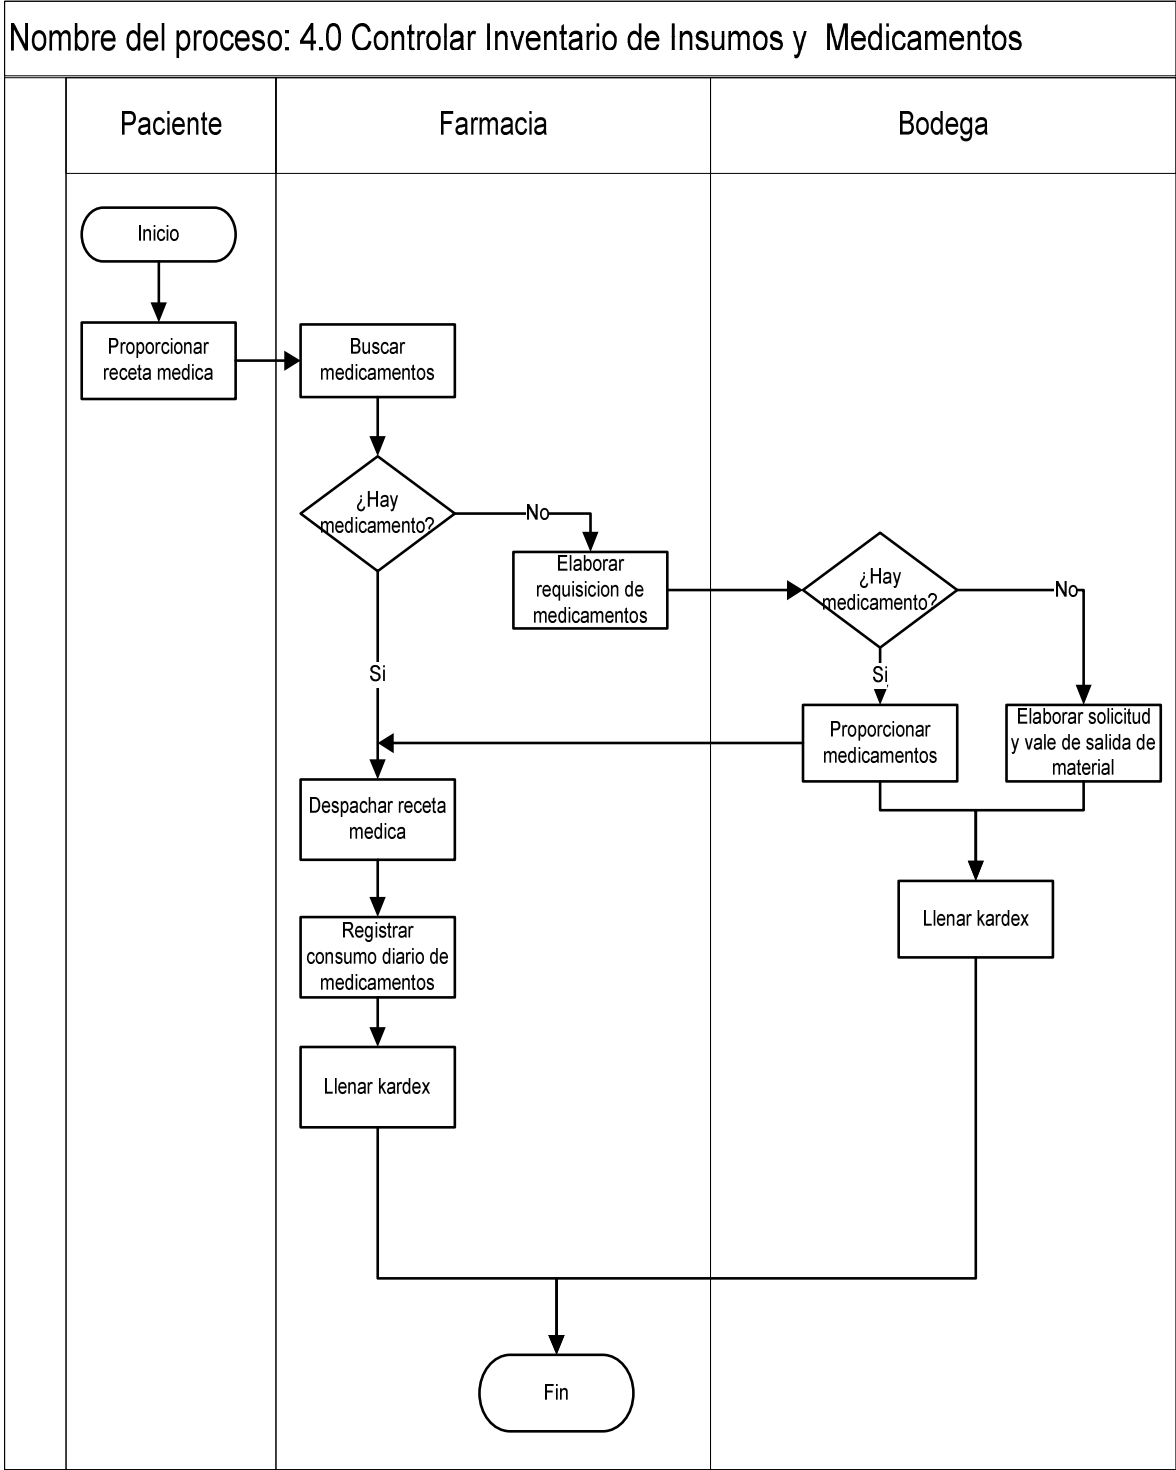 Nombre del proceso: 4.0 Controlar Inventario de Insumos y Medicamentos
Paciente
Farmacia
Bodega
Inicio
Proporcionar
receta medica
Buscar
medicamentos
¿Hay
medicamento?
No
Elaborar
requisicion de
medicamentos
¿Hay
medicamento?
No
Si
Si
Proporcionar
medicamentos
Elaborar solicitud
y vale de salida de
material
Despachar receta
medica
Llenar kardex
Registrar
consumo diario de
medicamentos
Llenar kardex
Fin